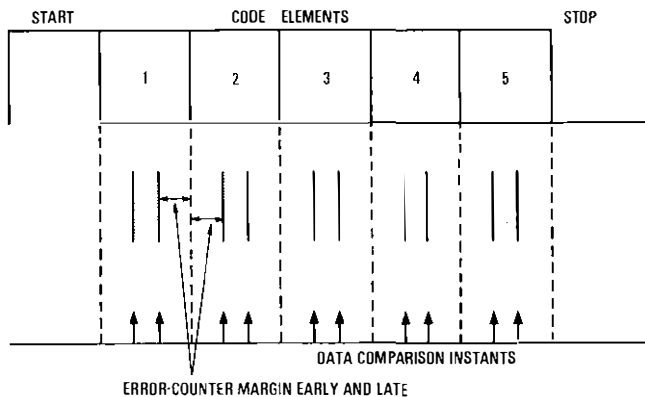 START CODE ELEMENTS STOP
1 2 3 4 5
DATA COMPARISON INSTANTS
ERROR-COUNTER MARGIN EARLY AND LATE